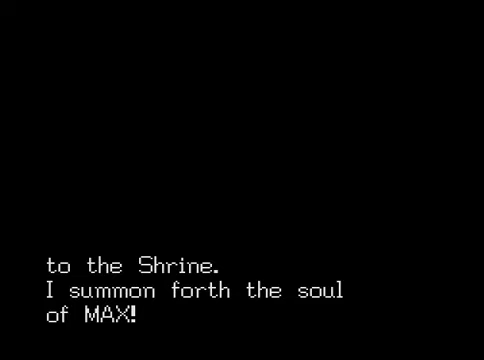 to the Shrine.
I summon forth the soul
of MAX!